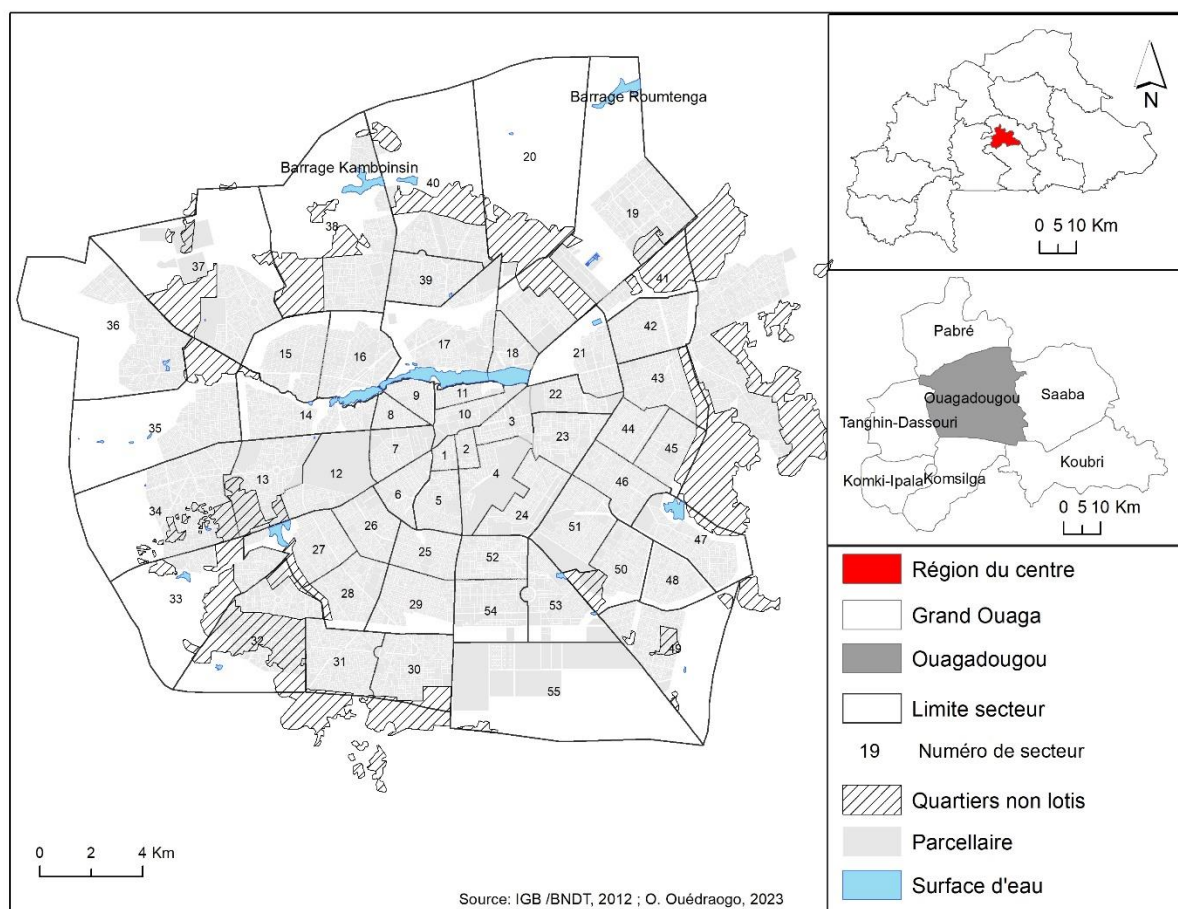 Barrage Roumtenga
20
Barrage Kamboinsin
40
19
38
37
41
39
36
42
17
15
16
18
21
43
9
11
22
14
8
10
3
35
23
44
7
1
2
45
12
4
13
46
6
5
34
24
26
51
47
27
25
52
50
48
33
28
29
54
53
32
49
31
30
55
0 2 4 Km
Source: IGB /BNDT, 2012 ; O. Ouédraogo, 2023
N
0 5 10 Km
Pabré
Ouagadougou
Saaba
Tanghin-Dassouri
Koubri
Komki-Ipala
Komsilga
0 5 10 Km
Région du centre
Grand Ouaga
Ouagadougou
Limite secteur
19 Numéro de secteur
Quartiers non lotis
Parcellaire
Surface d'eau